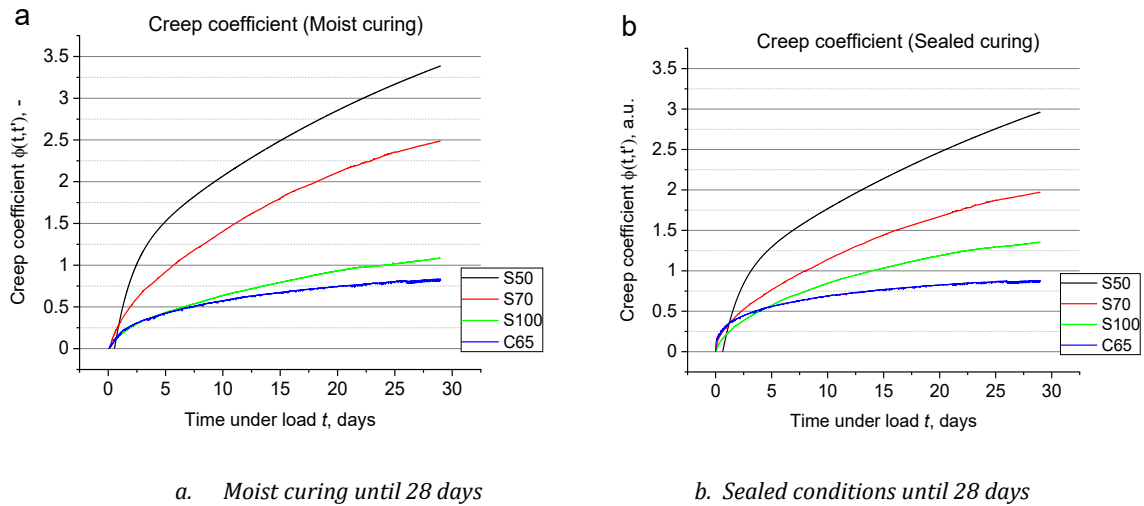 a
Creep coefficient (Moist curing)
3.5
3
2.5
2
1.5
1
0.5
0
Creep coefficient ϕ(t,t'), -
0 5 10 15 20 25 30
Time under load t, days
S50
S70
S100
C65
a. Moist curing until 28 days
b
Creep coefficient (Sealed curing)
3.5
3
2.5
2
1.5
1
0.5
0
Creep coefficient ϕ(t,t'), a.u.
0 5 10 15 20 25 30
Time under load t, days
S50
S70
S100
C65
b. Sealed conditions until 28 days